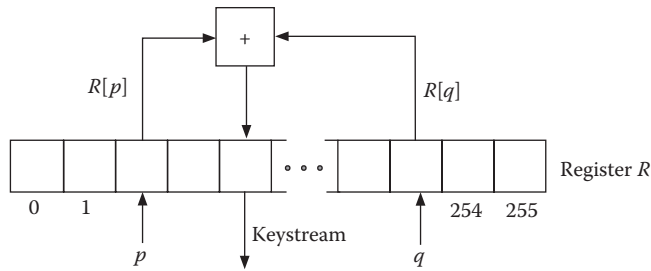 +
R[p]
R[q]
Register R
0 1 254 255
Keystream
p q